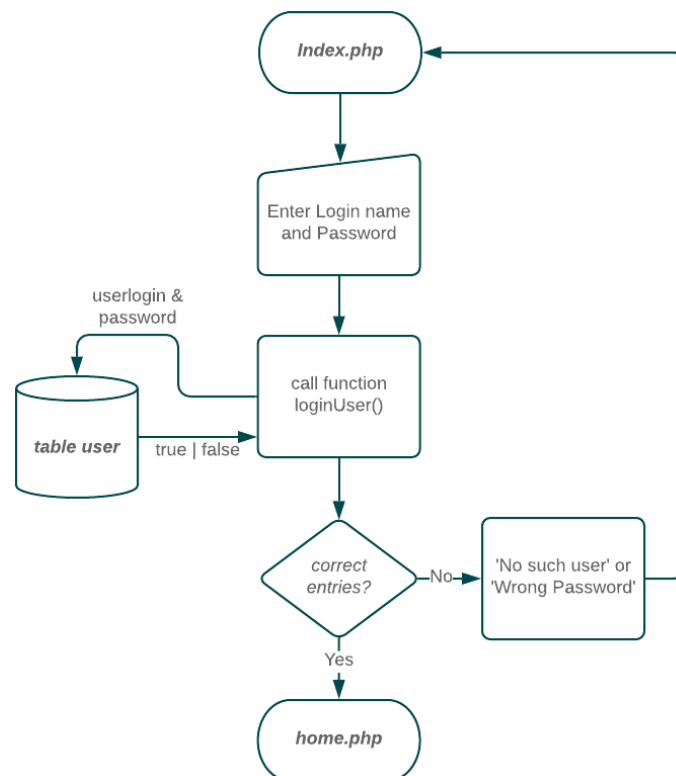 Index.php
Enter Login name
and Password
userlogin &
password
call function
loginUser()
table user
true | false
correct
entries?
No
'No such user' or
'Wrong Password'
Yes
home.php